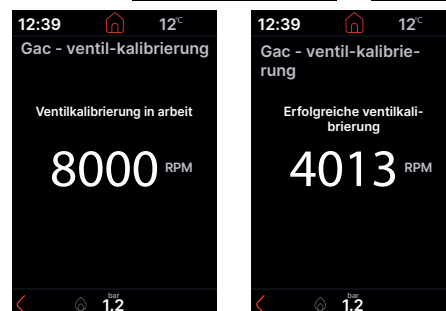 12:39 12°C
Gac - ventil-kalibrierung
Ventilkalibrierung in arbeit
8000 RPM
bar
1.2
12:39 12°C
Gac - ventil-kalibrie-
rung
Erfolgreiche ventilkali-
brierung
4013 RPM
bar
1.2